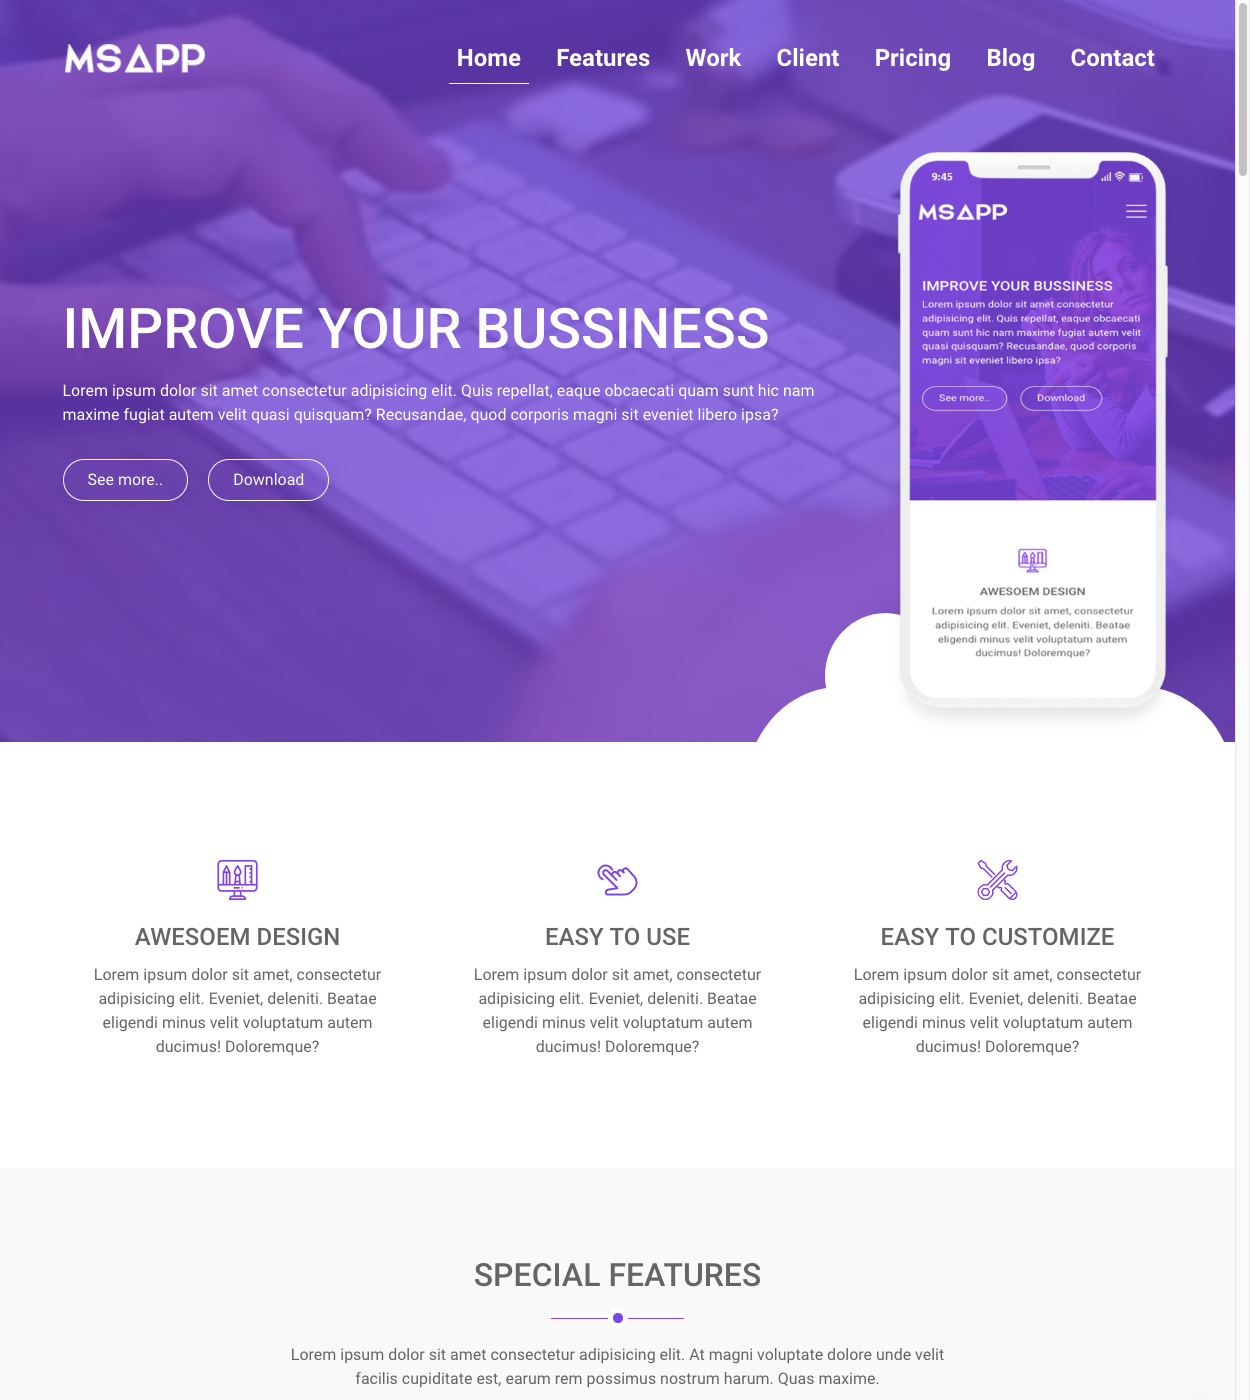 MSAPP
Home Features Work Client Pricing Blog Contact
9:45
MSAPP
IMPROVE YOUR BUSSINESS
Lorem ipsum dolor sit amet consectetur
adipisicing elit. Quis repellat, eaque obcaecati
quam sunt hic nam maxime fugiat autem velit
quasi quisquam? Recusandae, quod corporis
magni sit eveniet libero ipsa?
See more.. Download
AWESOEM DESIGN
Lorem ipsum dolor sit amet, consectetur
adipisicing elit. Eveniet, deleniti. Beatae
eligendi minus velit voluptatum autem
ducimus! Doloremque?
IMPROVE YOUR BUSSINESS
Lorem ipsum dolor sit amet consectetur adipisicing elit. Quis repellat, eaque obcaecati quam sunt hic nam
maxime fugiat autem velit quasi quisquam? Recusandae, quod corporis magni sit eveniet libero ipsa?
See more.. Download
AWESOEM DESIGN
Lorem ipsum dolor sit amet, consectetur
adipisicing elit. Eveniet, deleniti. Beatae
eligendi minus velit voluptatum autem
ducimus! Doloremque?
EASY TO USE
Lorem ipsum dolor sit amet, consectetur
adipisicing elit. Eveniet, deleniti. Beatae
eligendi minus velit voluptatum autem
ducimus! Doloremque?
EASY TO CUSTOMIZE
Lorem ipsum dolor sit amet, consectetur
adipisicing elit. Eveniet, deleniti. Beatae
eligendi minus velit voluptatum autem
ducimus! Doloremque?
SPECIAL FEATURES
Lorem ipsum dolor sit amet consectetur adipisicing elit. At magni voluptate dolore unde velit
facilis cupiditate est, earum rem possimus nostrum harum. Quas maxime.